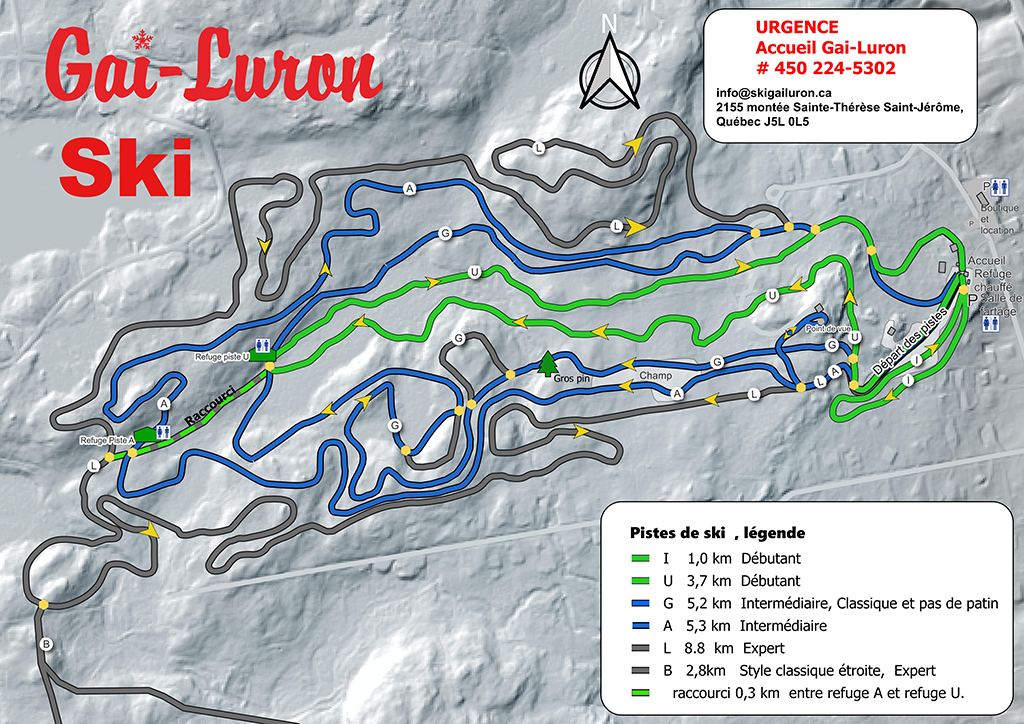 Gai-Luron
Ski
N
URGENCE
Accueil Gai-Luron
# 450 224-5302
info@skigailuron.ca
2155 montée Sainte-Thérèse Saint-Jérôme,
Québec J5L 0L5
L
L
A
G
P
Boutique
et
location
P
Accueil
Refuge
chauffé
P Salle de
fartage
U
U
Point de vue
Départ des pistes
Refuge piste U
G
G
G
U
Gros pin
Champ
L
A
I
I
A
L
Raccourci
A
G
Refuge Piste A
L
B
Pistes de ski , légende
I 1,0 km Débutant
U 3,7 km Débutant
G 5,2 km Intermédiaire, Classique et pas de patin
A 5,3 km Intermédiaire
L 8.8 km Expert
B 2,8km Style classique étroite, Expert
raccourci 0,3 km entre refuge A et refuge U.